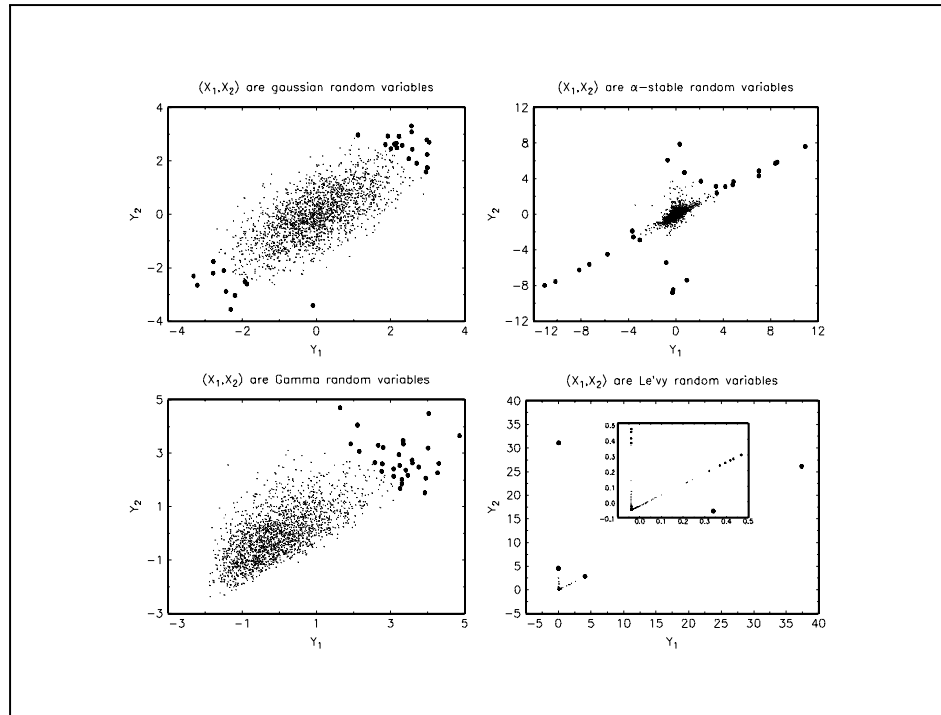 (X₁,X₂) are gaussian random variables
4
2
0
−2
−4
Y₂
−4 −2 0 2 4
Y₁
(X₁,X₂) are α−stable random variables
12
8
4
0
−4
−8
−12
Y₂
−12 −8 −4 0 4 8 12
Y₁
(X₁,X₂) are Gamma random variables
5
3
1
−1
−3
Y₂
−3 −1 1 3 5
Y₁
(X₁,X₂) are Le'vy random variables
40
35
30
25
20
15
10
5
0
−5
Y₂
−5 0 5 10 15 20 25 30 35 40
Y₁
0.5
0.4
0.3
0.2
0.1
0.0
−0.1
0.0 0.1 0.2 0.3 0.4 0.5